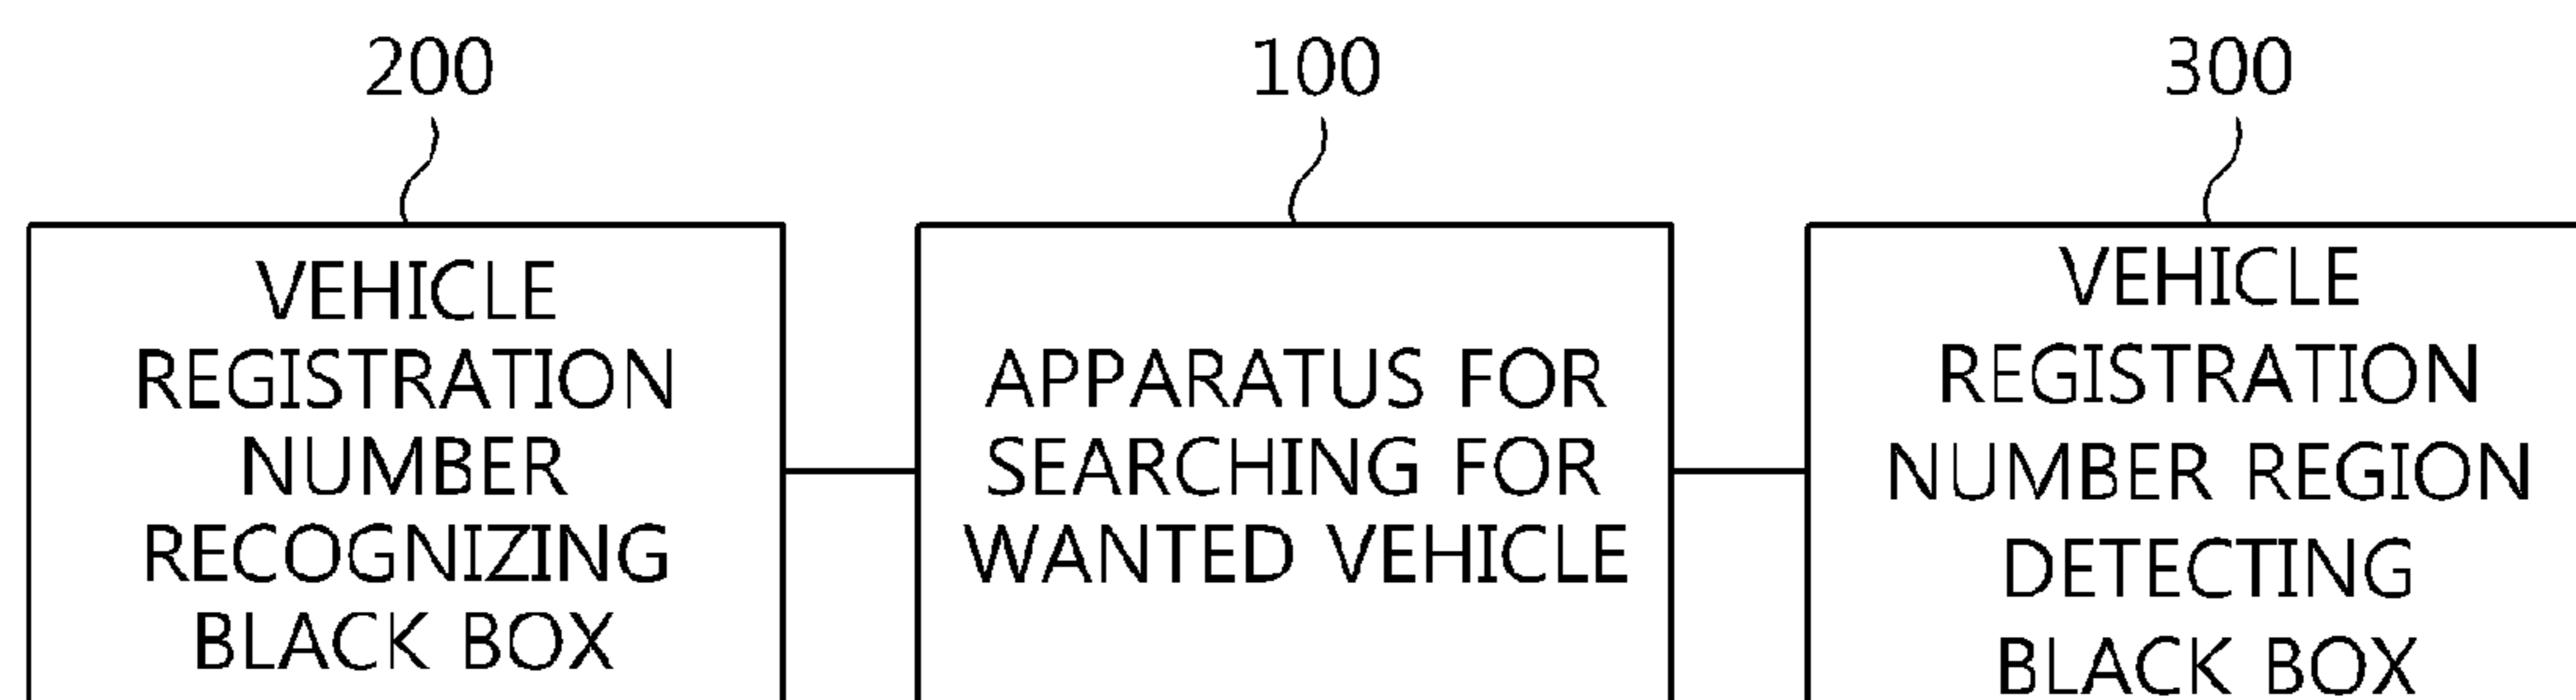 200
100
300
VEHICLE
REGISTRATION
NUMBER
RECOGNIZING
BLACK BOX
APPARATUS FOR
SEARCHING FOR
WANTED VEHICLE
VEHICLE
REGISTRATION
NUMBER REGION
DETECTING
BLACK BOX